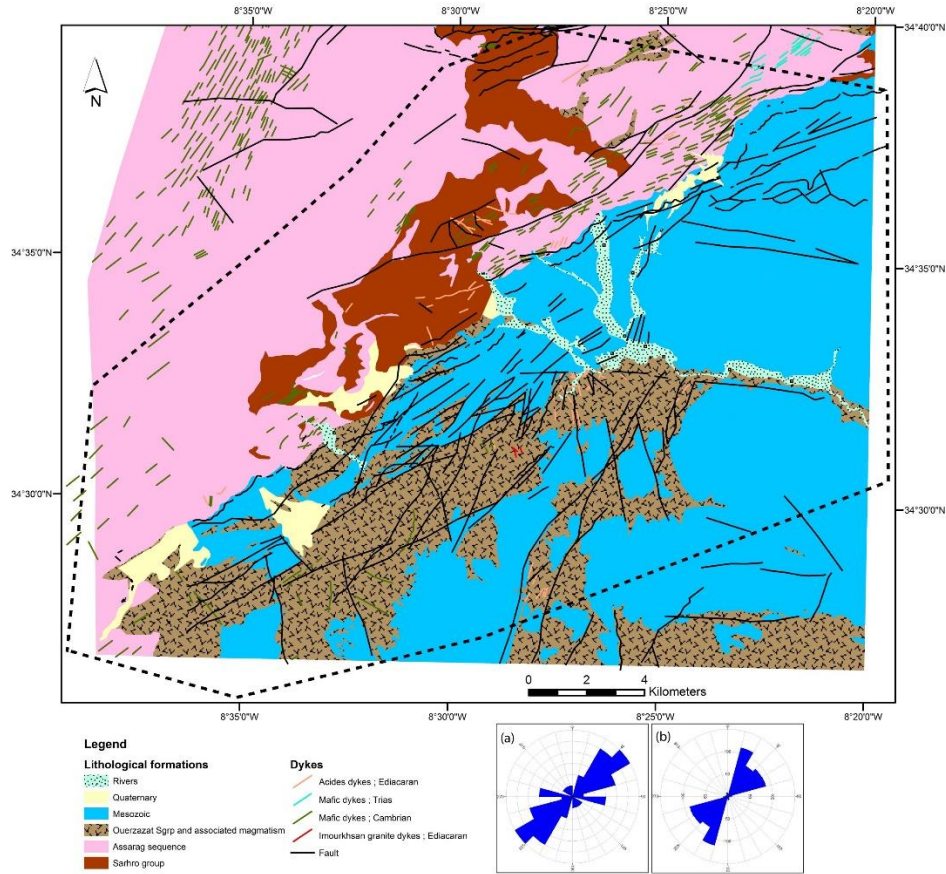 8°35'0"W 8°30'0"W 8°25'0"W 8°20'0"W
34°40'0"N
N
34°35'0"N 34°35'0"N
34°30'0"N 34°30'0"N
0 2 4
Kilometers
8°35'0"W 8°30'0"W 8°25'0"W 8°20'0"W
Legend
Lithological formations
Rivers
Quaternary
Mesozoic
Ouerzazat Sgrp and associated magmatism
Assarag sequence
Sarhro group
Dykes
Acides dykes ; Ediacaran
Mafic dykes ; Trias
Mafic dykes ; Cambrian
Imourkhsan granite dykes ; Ediacaran
Fault
(a)
(b)